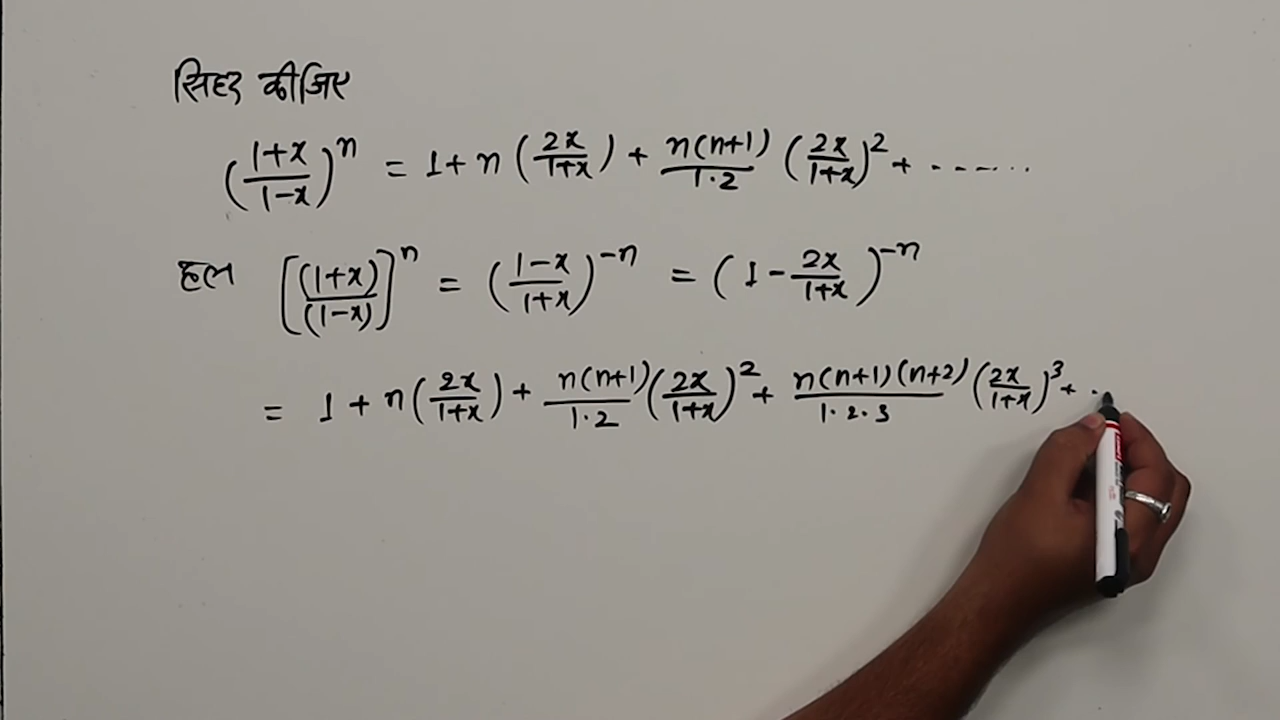 सिद्ध कीजिए
(1+x/1-x)^n = 1 + n(2x/1+x) + n(n+1)/1·2 (2x/1+x)^2 + ......
हल [(1+x)/(1-x)]^n = (1-x/1+x)^-n = (1 - 2x/1+x)^-n
= 1 + n(2x/1+x) + n(n+1)/1·2 (2x/1+x)^2 + n(n+1)(n+2)/1·2·3 (2x/1+x)^3 + ..